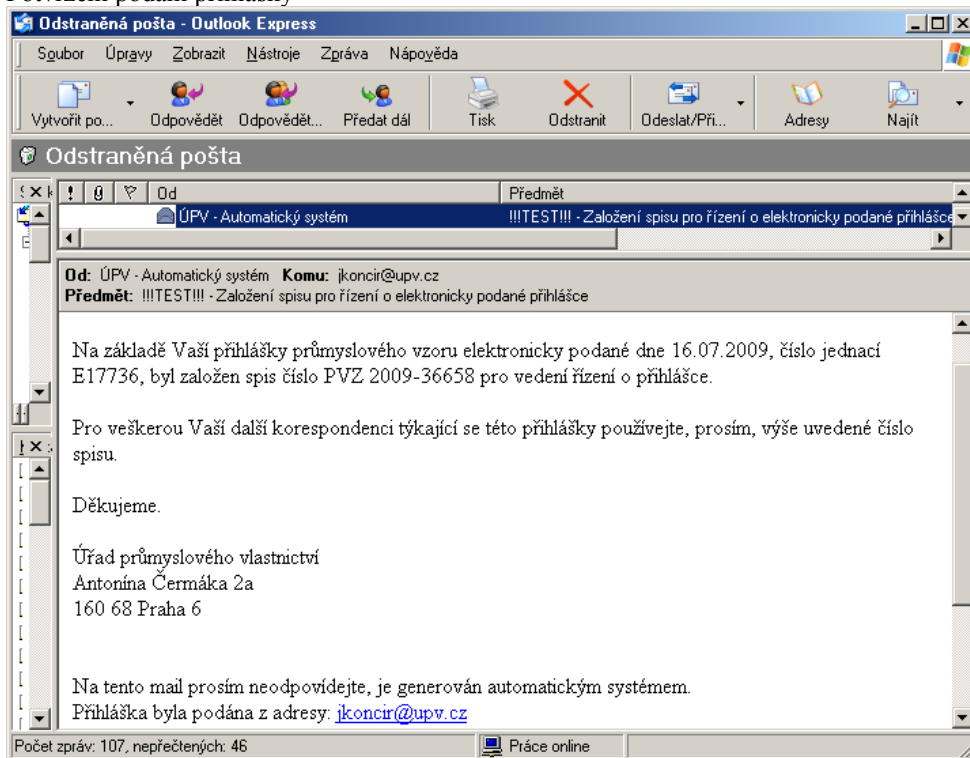 Odstraněná pošta - Outlook Express
Soubor Úpravy Zobrazit Nástroje Zpráva Nápověda
Vytvořit po... Odpovědět Odpovědět... Předat dál Tisk Odstranit Odeslat/Při... Adresy Najít
Odstraněná pošta
! Od Předmět
ÚPV - Automatický systém !!!TEST!!! - Založení spisu pro řízení o elektronicky podané přihlášce
Od: ÚPV - Automatický systém Komu: jkoncir@upv.cz
Předmět: !!!TEST!!! - Založení spisu pro řízení o elektronicky podané přihlášce
Na základě Vaší přihlášky průmyslového vzoru elektronicky podané dne 16.07.2009, číslo jednací
E17736, byl založen spis číslo PVZ 2009-36658 pro vedení řízení o přihlášce.
Pro veškerou Vaší další korespondenci týkající se této přihlášky používejte, prosím, výše uvedené číslo
spisu.
Děkujeme.
Úřad průmyslového vlastnictví
Antonína Čermáka 2a
160 68 Praha 6
Na tento mail prosím neodpovídejte, je generován automatickým systémem.
Přihláška byla podána z adresy: jkoncir@upv.cz
Počet zpráv: 107, nepřečtených: 46 Práce online